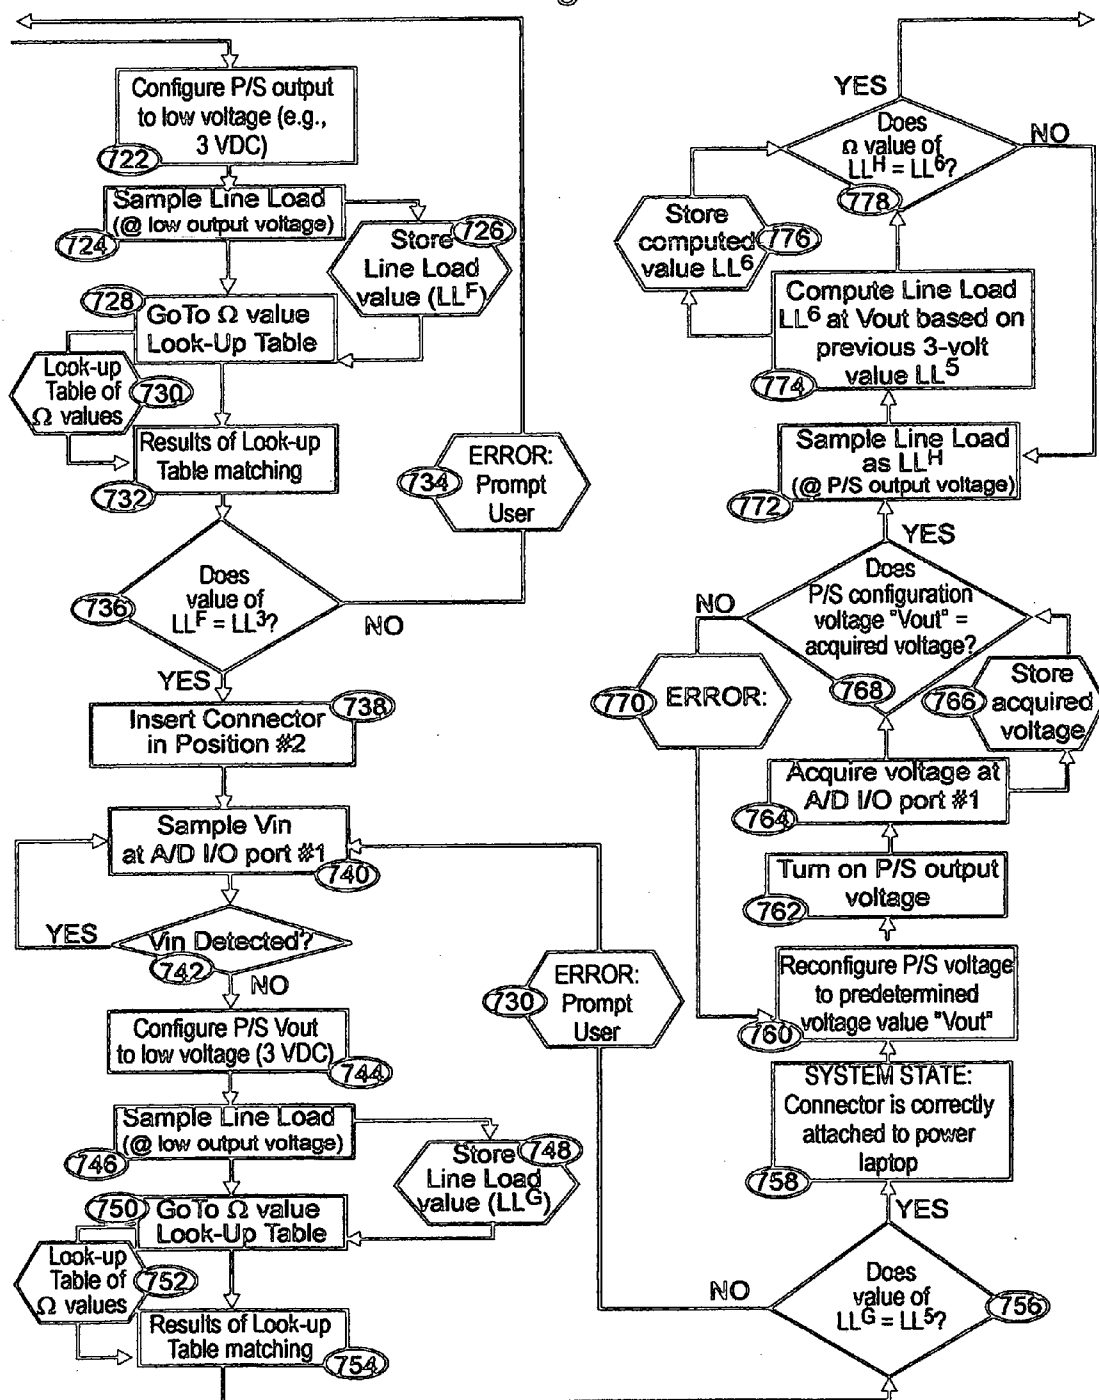 Configure P/S output
to low voltage (e.g.,
3 VDC)
722
Sample Line Load
(@ low output voltage)
724
726
Store
Line Load
value (LLF)
728
GoTo Ω value
Look-Up Table
Look-up
Table of
Ω values
730
Results of Look-up
Table matching
732
ERROR:
Prompt
User
734
Does
value of
LLF = LL3?
736
NO
YES
738
Insert Connector
in Position #2
Sample Vin
at A/D I/O port #1
740
YES
Vin Detected?
742
NO
Configure P/S Vout
to low voltage (3 VDC)
744
Sample Line Load
(@ low output voltage)
746
748
Store
Line Load
value (LLG)
750
GoTo Ω value
Look-Up Table
Look-up
Table of
Ω values
752
Results of Look-up
Table matching
754
ERROR:
Prompt
User
730
YES
Does
Ω value of
LLH = LL6?
778
NO
Store
computed
value LL6
776
Compute Line Load
LL6 at Vout based on
previous 3-volt
value LL5
774
Sample Line Load
as LLH
(@ P/S output voltage)
772
YES
Does
P/S configuration
voltage "Vout" =
acquired voltage?
768
NO
770
ERROR:
Store
766
acquired
voltage
Acquire voltage at
A/D I/O port #1
764
Turn on P/S output
voltage
762
Reconfigure P/S voltage
to predetermined
voltage value "Vout"
760
SYSTEM STATE:
Connector is correctly
attached to power
laptop
758
YES
NO
Does
value of
LLG = LL5?
756